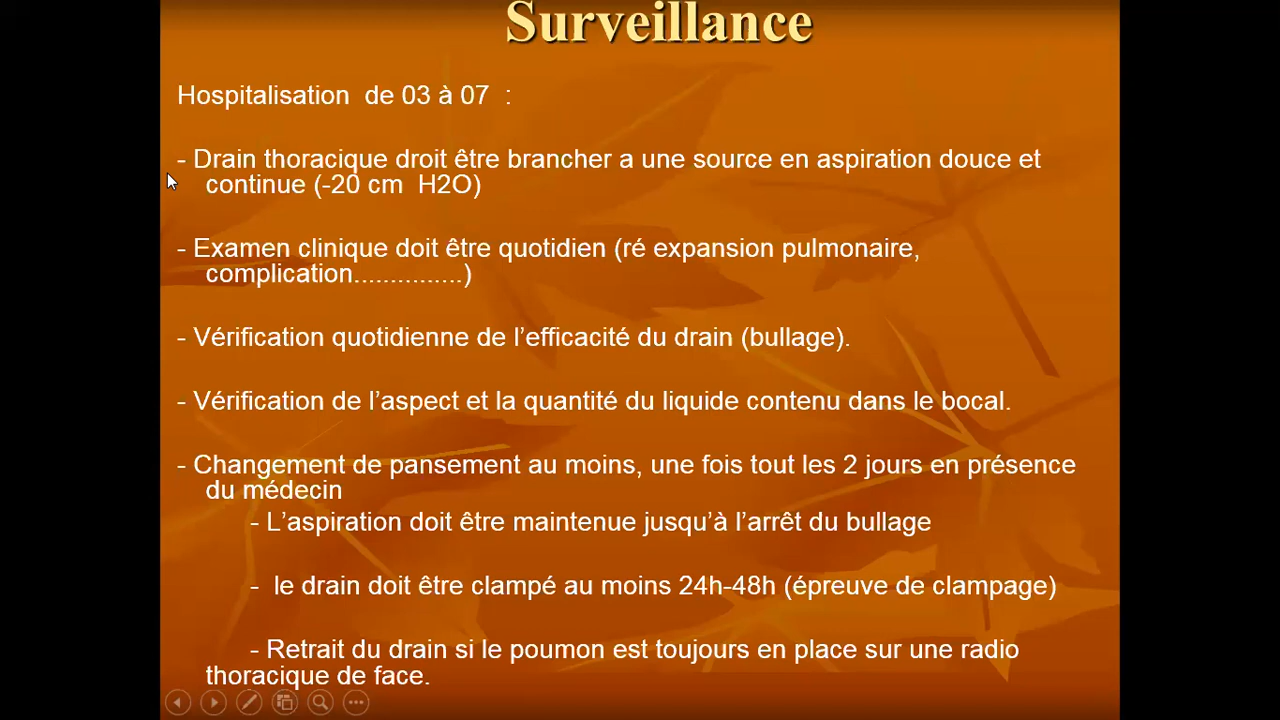 Surveillance
Hospitalisation  de 03 à 07  :
- Drain thoracique droit être brancher a une source en aspiration douce et
continue (-20 cm  H2O)
- Examen clinique doit être quotidien (ré expansion pulmonaire,
complication...............)
- Vérification quotidienne de l’efficacité du drain (bullage).
- Vérification de l’aspect et la quantité du liquide contenu dans le bocal.
- Changement de pansement au moins, une fois tout les 2 jours en présence
du médecin
- L’aspiration doit être maintenue jusqu’à l’arrêt du bullage
-  le drain doit être clampé au moins 24h-48h (épreuve de clampage)
- Retrait du drain si le poumon est toujours en place sur une radio
thoracique de face.